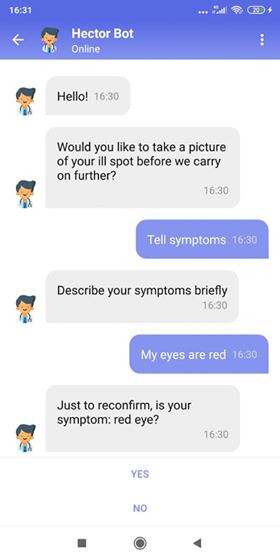 16:31
4G
20
Hector Bot
Online
Hello! 16:30
Would you like to take a picture
of your ill spot before we carry
on further?
16:30
Tell symptoms 16:30
Describe your symptoms briefly
16:30
My eyes are red 16:30
Just to reconfirm, is your
symptom: red eye?
16:30
YES
NO